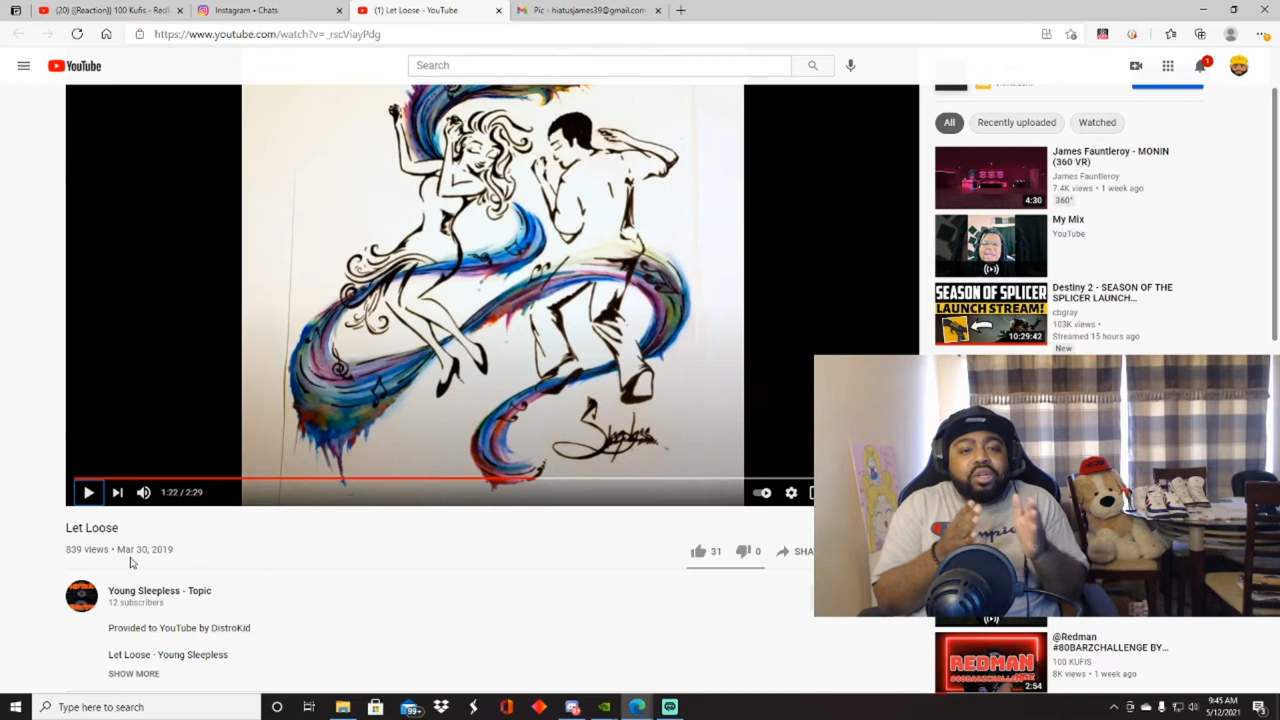 (20) {{Reaction}} 100 Kufis - Redl
Instagram • Chats
(1) Let Loose - YouTube
Pic - hiatusjames39@gmail.com
https://www.youtube.com/watch?v=_rscViayPdg
YouTube
Search
1
All
Recently uploaded
Watched
James Fauntleroy - MONIN
(360 VR)
James Fauntleroy
7.4K views • 1 week ago
360°
4:30
My Mix
YouTube
Destiny 2 - SEASON OF THE
SPLICER LAUNCH...
cbgray
103K views •
Streamed 15 hours ago
New
SEASON OF SPLICER
LAUNCH STREAM!
10:29:42
Sleepless
1:22 / 2:29
Let Loose
839 views • Mar 30, 2019
31
0
SHA
Young Sleepless - Topic
12 subscribers
Provided to YouTube by DistroKid
Let Loose · Young Sleepless
SHOW MORE
@Redman
#80BARZCHALLENGE BY...
100 KUFIS
8K views • 1 week ago
REDMAN
2:54
Type here to search
99+
9:45 AM
5/12/2021
3